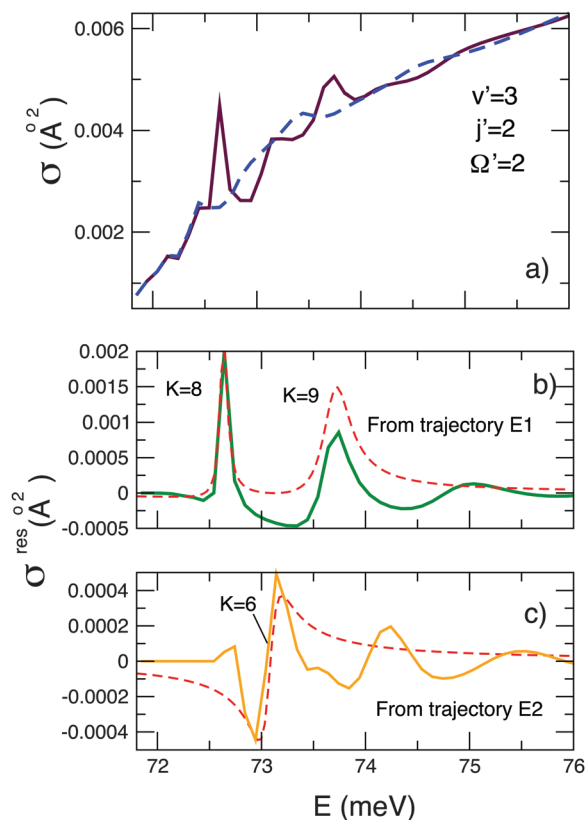 0.006
0.004
0.002
σ (Å²)
v'=3
j'=2
Ω'=2
a)
0.002
0.0015
0.001
0.0005
0
-0.0005
K=8
K=9
b)
From trajectory E1
σ res (Å²)
0.0004
0.0002
0
-0.0002
-0.0004
K=6
c)
From trajectory E2
72
73
74
75
76
E (meV)